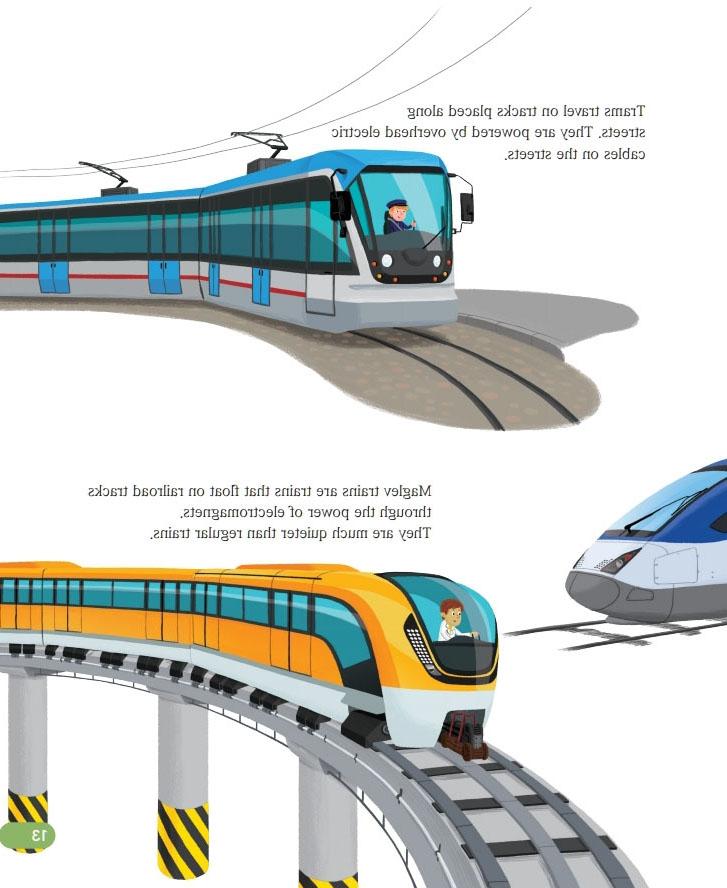 Trams travel on tracks placed along
streets. They are powered by overhead electric
cables on the streets.
Maglev trains are trains that float on railroad tracks
through the power of electromagnets.
They are much quieter than regular trains.
13